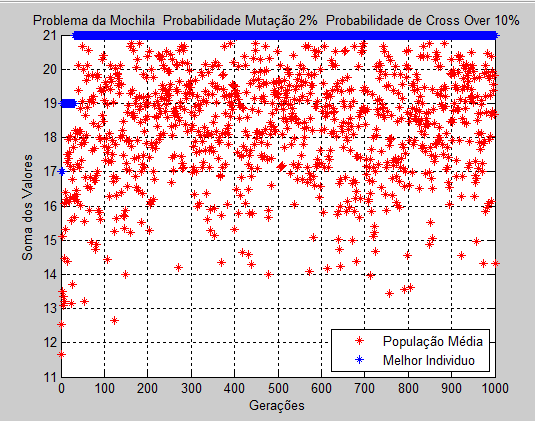 Problema da Mochila  Probabilidade Mutação 2%  Probabilidade de Cross Over 10%
21
20
19
18
17
16
15
14
13
12
11
Soma dos Valores
População Média
Melhor Individuo
0 100 200 300 400 500 600 700 800 900 1000
Gerações